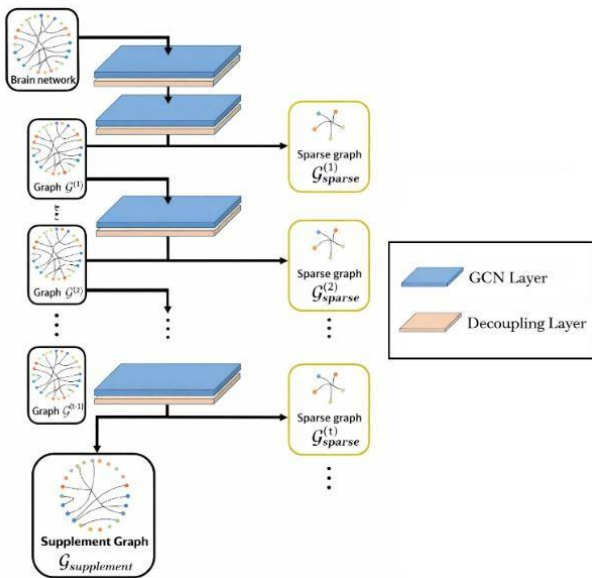 Brain network
Sparse graph
𝒢_sparse^(1)
Graph 𝒢^(1)
Sparse graph
𝒢_sparse^(2)
Graph 𝒢^(2)
GCN Layer
Decoupling Layer
Graph 𝒢^(t-1)
Sparse graph
𝒢_sparse^(t)
Supplement Graph
𝒢_supplement